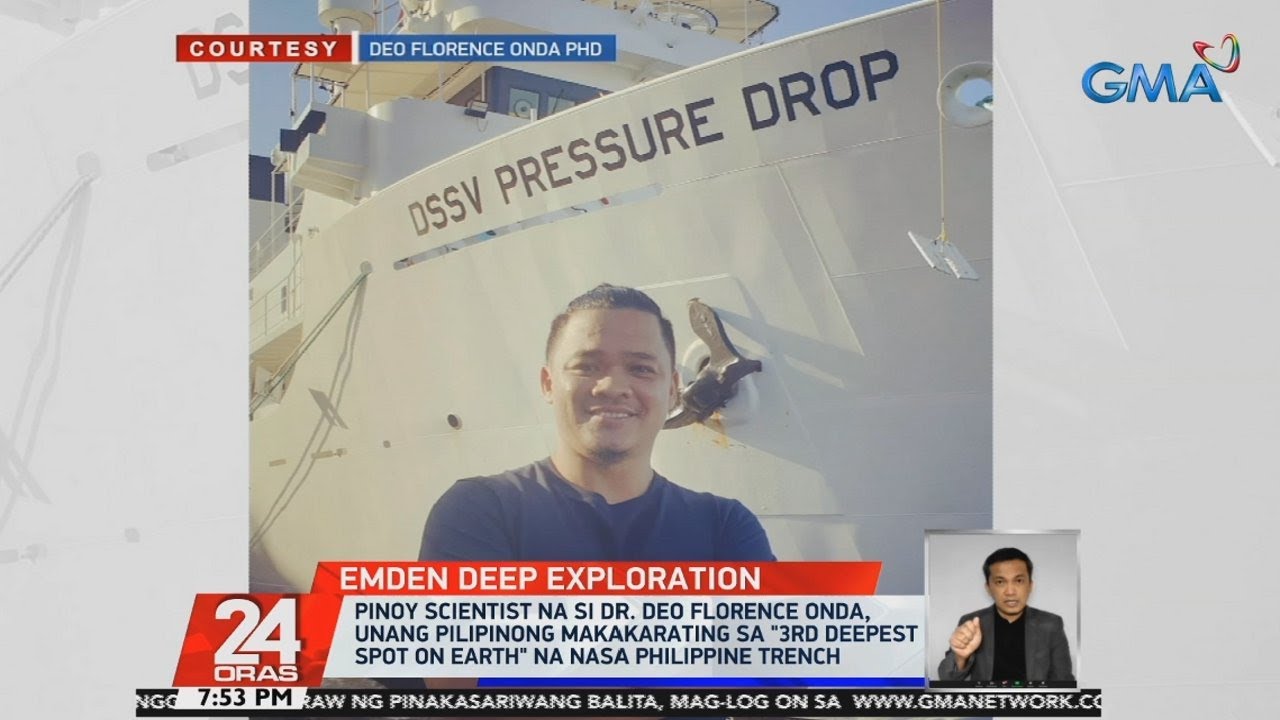 COURTESY DEO FLORENCE ONDA PHD
GMA
DSSV PRESSURE DROP
EMDEN DEEP EXPLORATION
PINOY SCIENTIST NA SI DR. DEO FLORENCE ONDA,
UNANG PILIPINONG MAKAKARATING SA "3RD DEEPEST
SPOT ON EARTH" NA NASA PHILIPPINE TRENCH
24
ORAS
7:53 PM
RAW NG PINAKASARIWANG BALITA, MAG-LOG ON SA WWW.GMANETWORK.CO